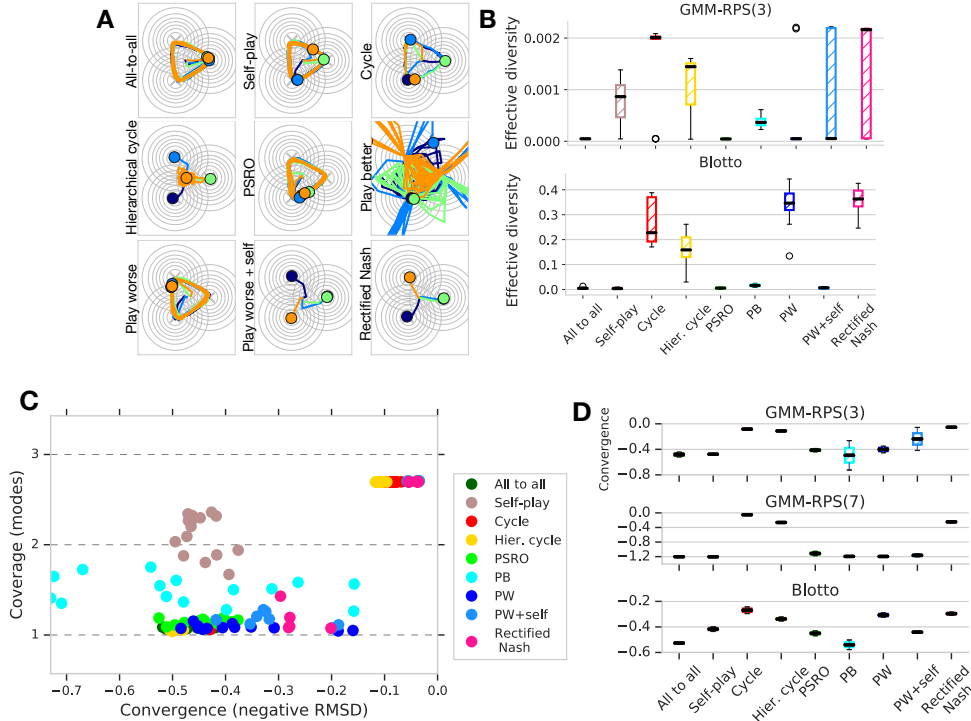 A
All-to-all
Self-play
Cycle
Hierarchical cycle
PSRO
Play better
Play worse
Play worse + self
Rectified Nash
B
GMM-RPS(3)
Effective diversity
0.002
0.001
0.000
Blotto
Effective diversity
0.4
0.3
0.2
0.1
0.0
All to all
Self-play
Cycle
Hier. cycle
PSRO
PB
PW
PW+self
Rectified
Nash
C
Coverage (modes)
3
2
1
−0.7
−0.6
−0.5
−0.4
−0.3
−0.2
−0.1
0.0
Convergence (negative RMSD)
All to all
Self-play
Cycle
Hier. cycle
PSRO
PB
PW
PW+self
Rectified
Nash
D
GMM-RPS(3)
Convergence
0.0
−0.4
−0.8
GMM-RPS(7)
0.0
−0.4
−0.8
−1.2
Blotto
−0.2
−0.4
−0.6
All to all
Self-play
Cycle
Hier. cycle
PSRO
PB
PW
PW+self
Rectified
Nash